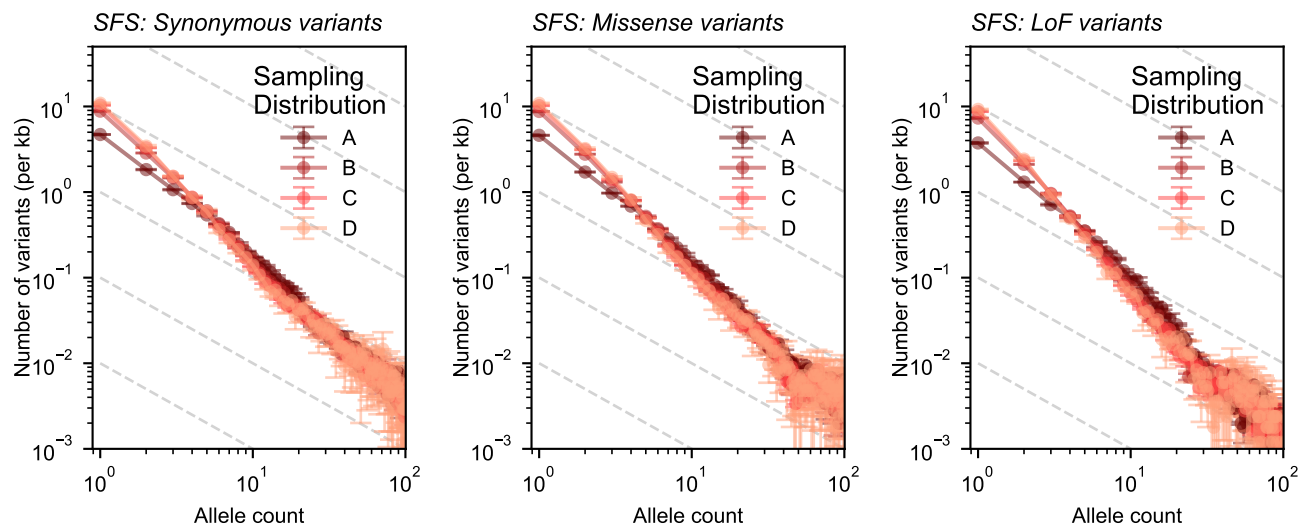 SFS: Synonymous variants
Number of variants (per kb)
10^1
10^0
10^-1
10^-2
10^-3
10^0
10^1
10^2
Allele count
Sampling
Distribution
A
B
C
D
SFS: Missense variants
Number of variants (per kb)
10^1
10^0
10^-1
10^-2
10^-3
10^0
10^1
10^2
Allele count
Sampling
Distribution
A
B
C
D
SFS: LoF variants
Number of variants (per kb)
10^1
10^0
10^-1
10^-2
10^-3
10^0
10^1
10^2
Allele count
Sampling
Distribution
A
B
C
D